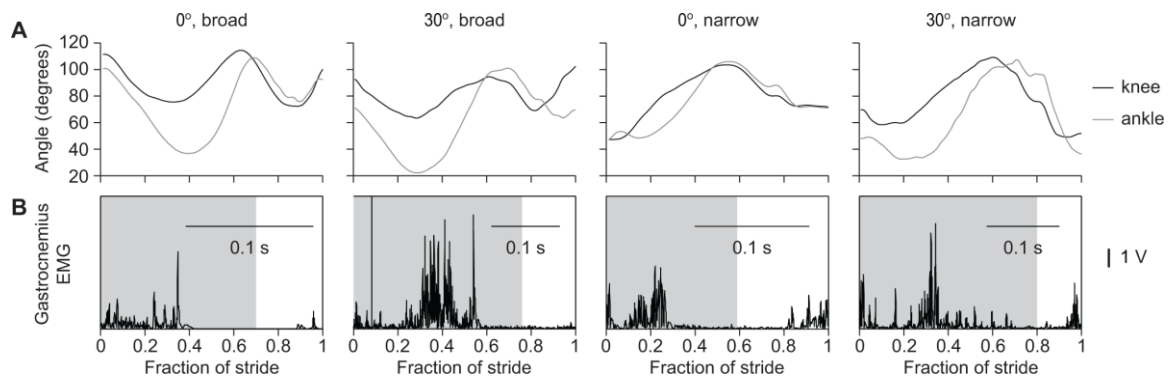 0°, broad
30°, broad
0°, narrow
30°, narrow
A
Angle (degrees)
120
100
80
60
40
20
knee
ankle
B
Gastrocnemius
EMG
0.1 s
0.1 s
0.1 s
0.1 s
1 V
0 0.2 0.4 0.6 0.8 1
0 0.2 0.4 0.6 0.8 1
0 0.2 0.4 0.6 0.8 1
0 0.2 0.4 0.6 0.8 1
Fraction of stride
Fraction of stride
Fraction of stride
Fraction of stride